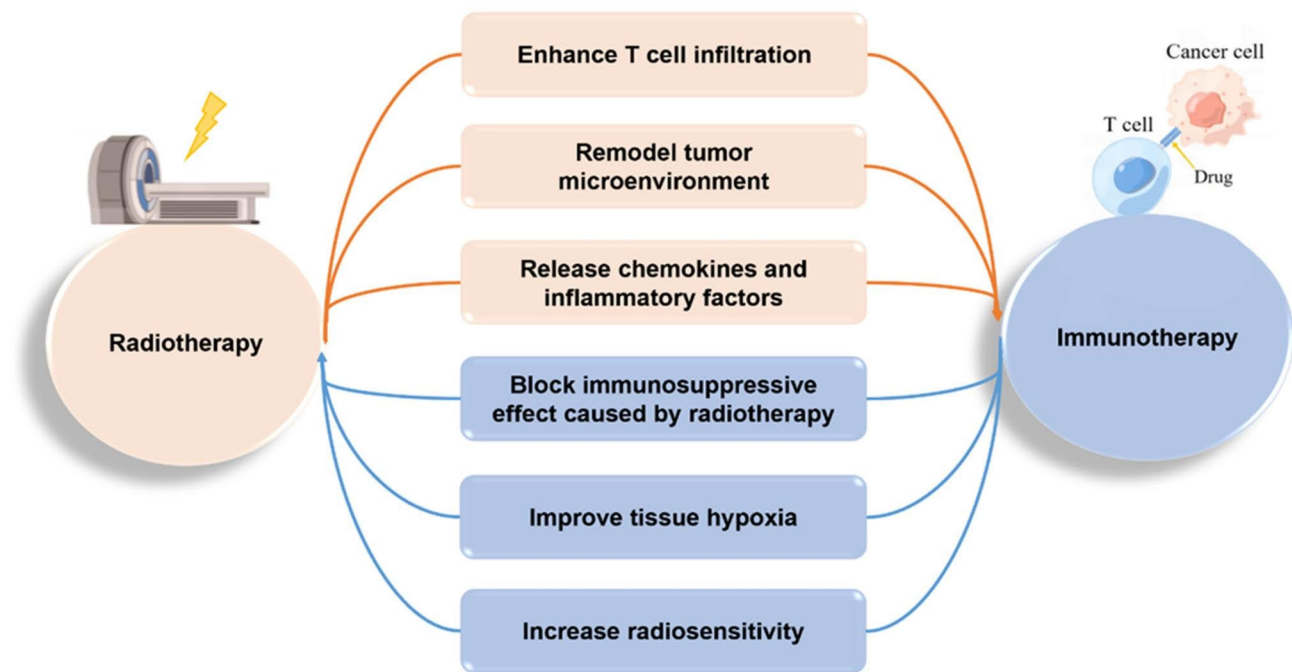 Enhance T cell infiltration
Cancer cell
T cell
Drug
Remodel tumor
microenvironment
Release chemokines and
inflammatory factors
Radiotherapy
Immunotherapy
Block immunosuppressive
effect caused by radiotherapy
Improve tissue hypoxia
Increase radiosensitivity